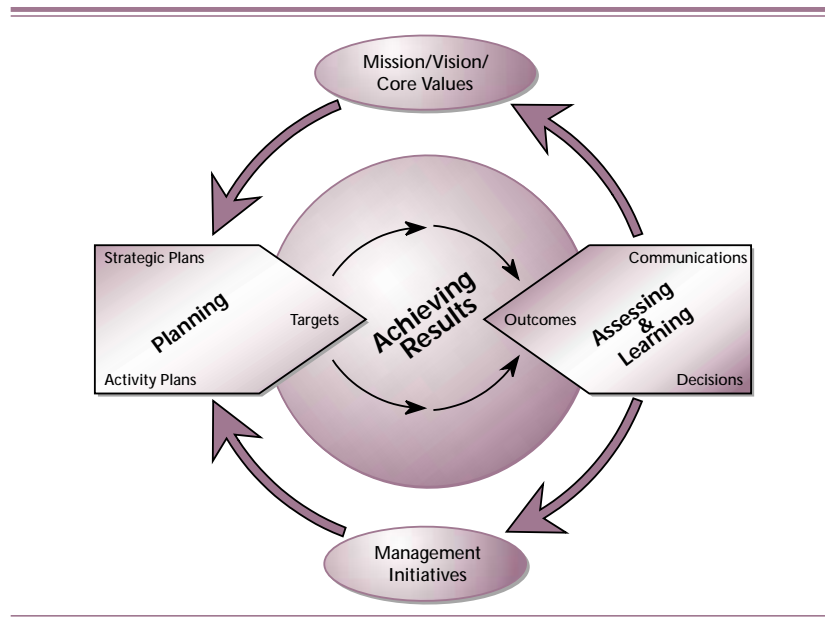 Mission/Vision/
Core Values
Strategic Plans
Planning
Targets
Activity Plans
Achieving
Results
Communications
Outcomes
Assessing
&
Learning
Decisions
Management
Initiatives